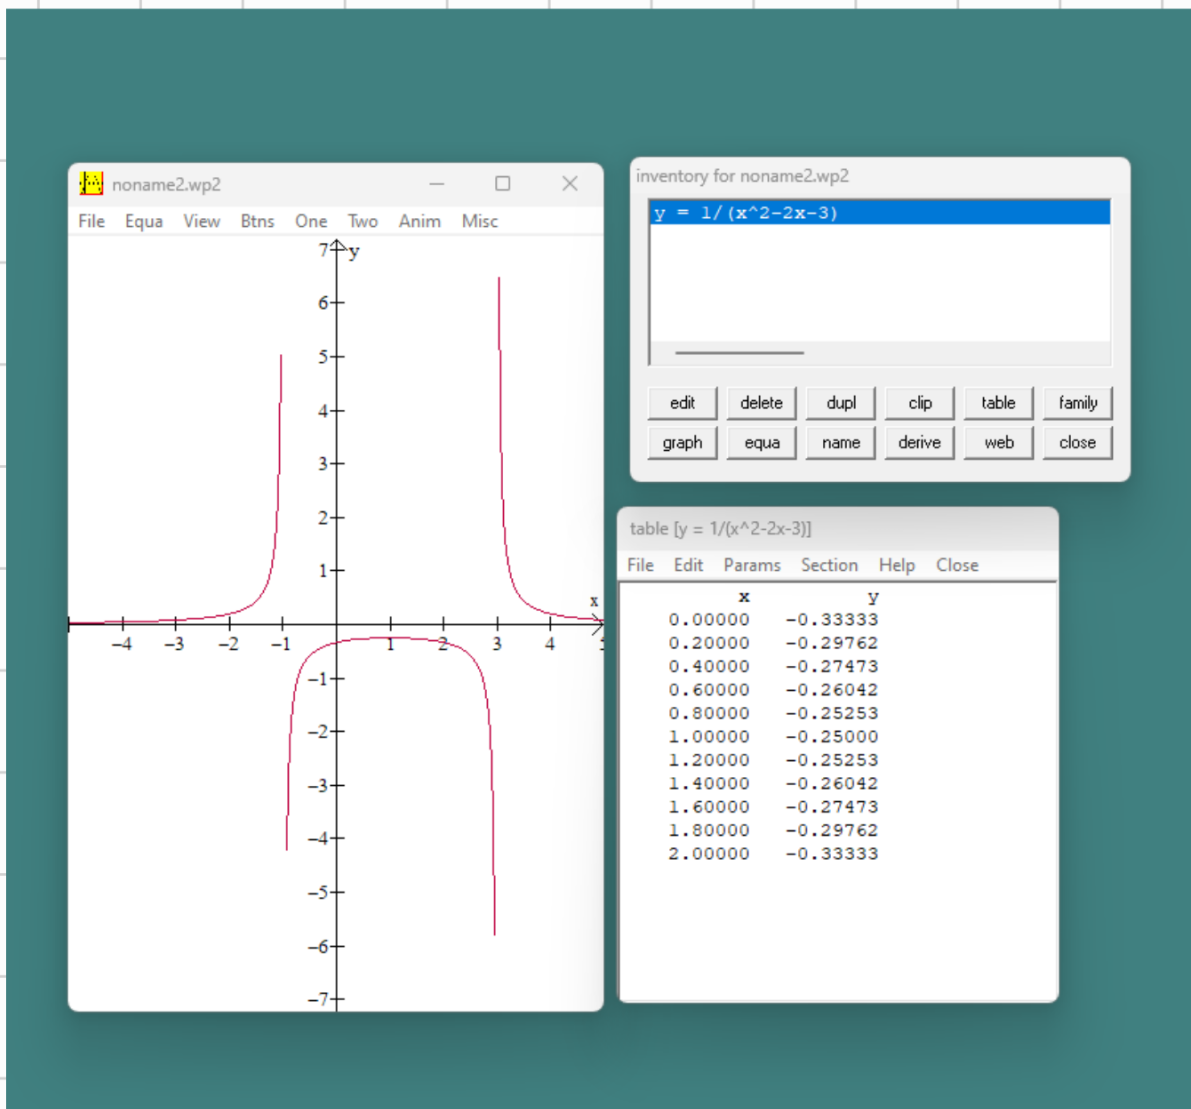 noname2.wp2
File Equa View Btns One Two Anim Misc
7 y
6
5
4
3
2
1
x
−4 −3 −2 −1 1 2 3 4
−1
−2
−3
−4
−5
−6
−7
inventory for noname2.wp2
y = 1/(x^2-2x-3)
edit delete dupl clip table family
graph equa name derive web close
table [y = 1/(x^2-2x-3)]
File Edit Params Section Help Close
x y
0.00000 -0.33333
0.20000 -0.29762
0.40000 -0.27473
0.60000 -0.26042
0.80000 -0.25253
1.00000 -0.25000
1.20000 -0.25253
1.40000 -0.26042
1.60000 -0.27473
1.80000 -0.29762
2.00000 -0.33333